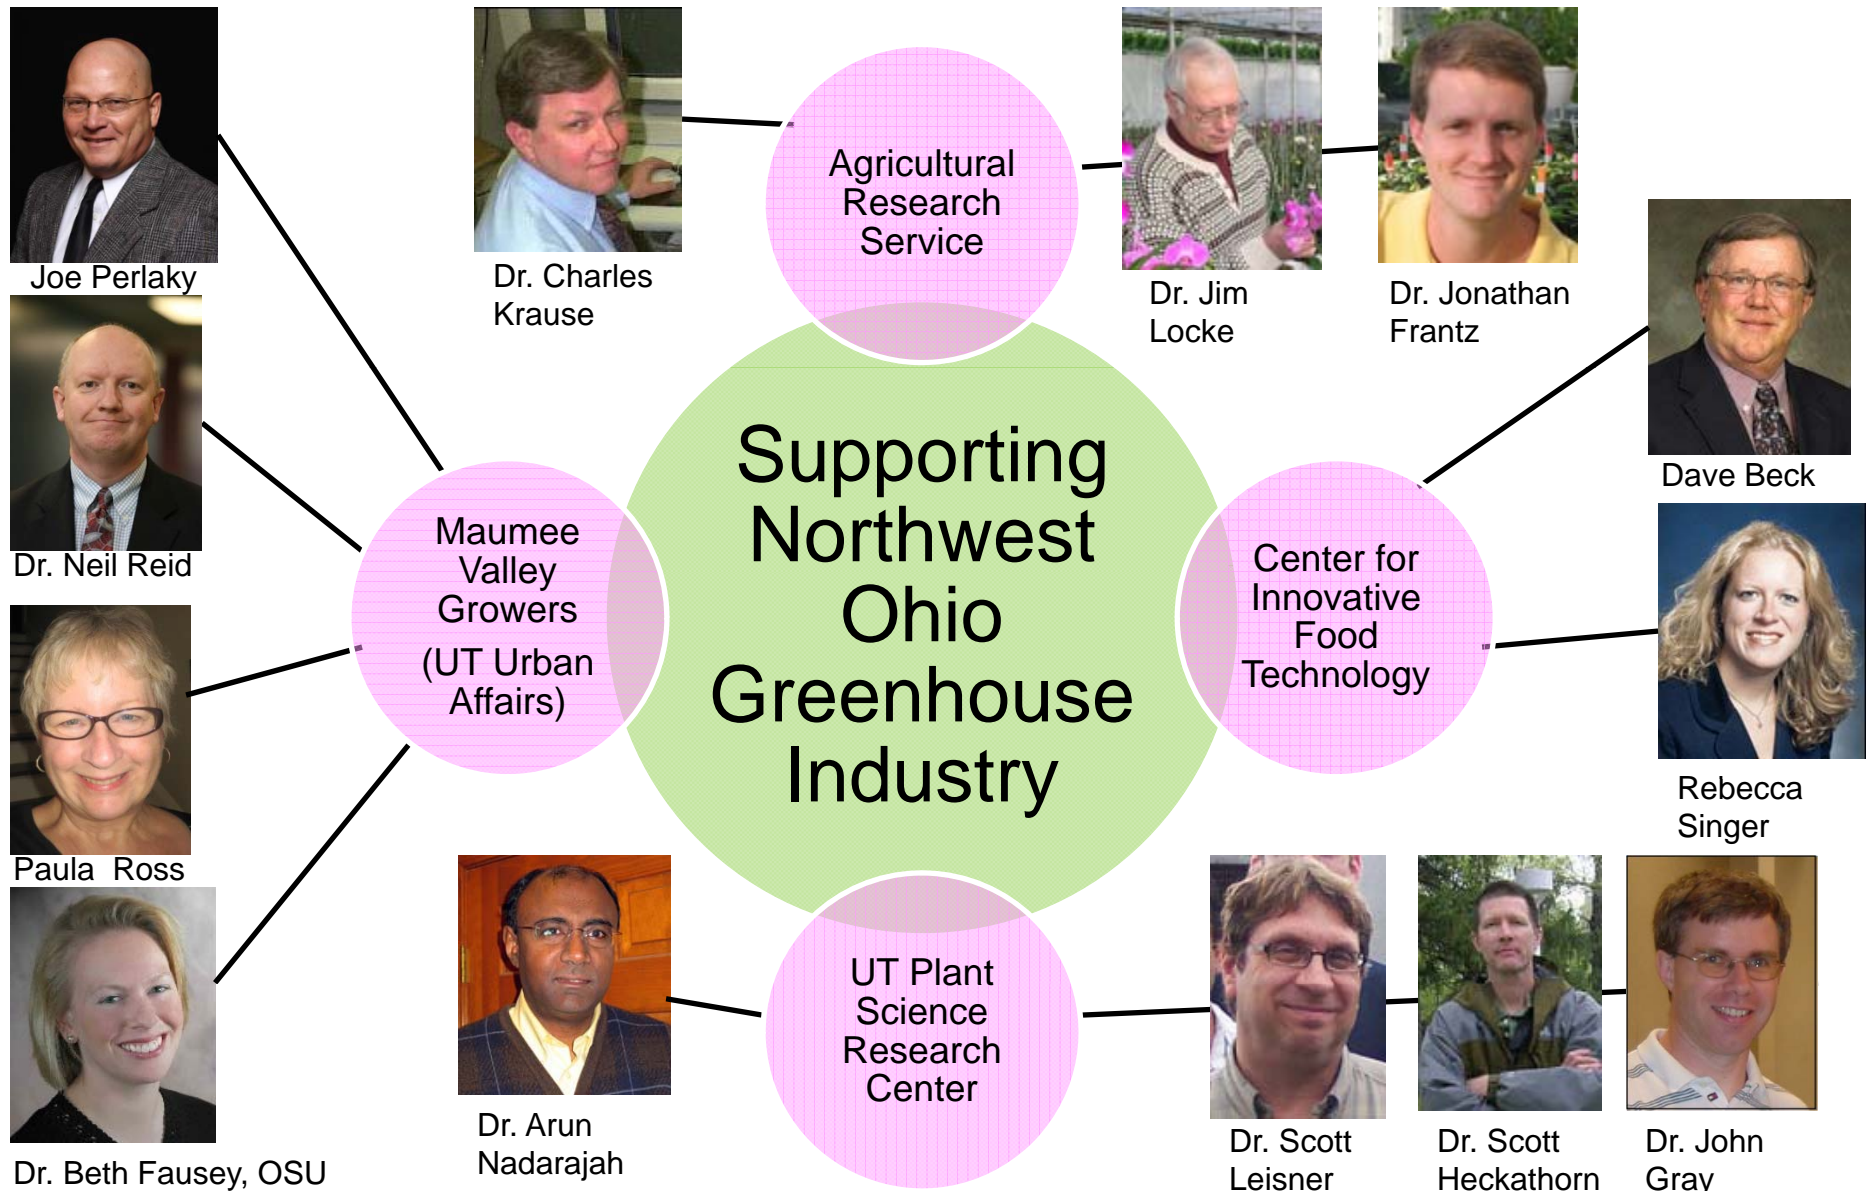 Joe Perlaky
Dr. Neil Reid
Paula  Ross
Dr. Beth Fausey, OSU
Dr. Charles
Krause
Agricultural
Research
Service
Dr. Jim
Locke
Dr. Jonathan
Frantz
Dave Beck
Rebecca
Singer
Maumee
Valley
Growers
(UT Urban
Affairs)
Supporting
Northwest
Ohio
Greenhouse
Industry
Center for
Innovative
Food
Technology
UT Plant
Science
Research
Center
Dr. Arun
Nadarajah
Dr. Scott
Leisner
Dr. Scott
Heckathorn
Dr. John
Gray